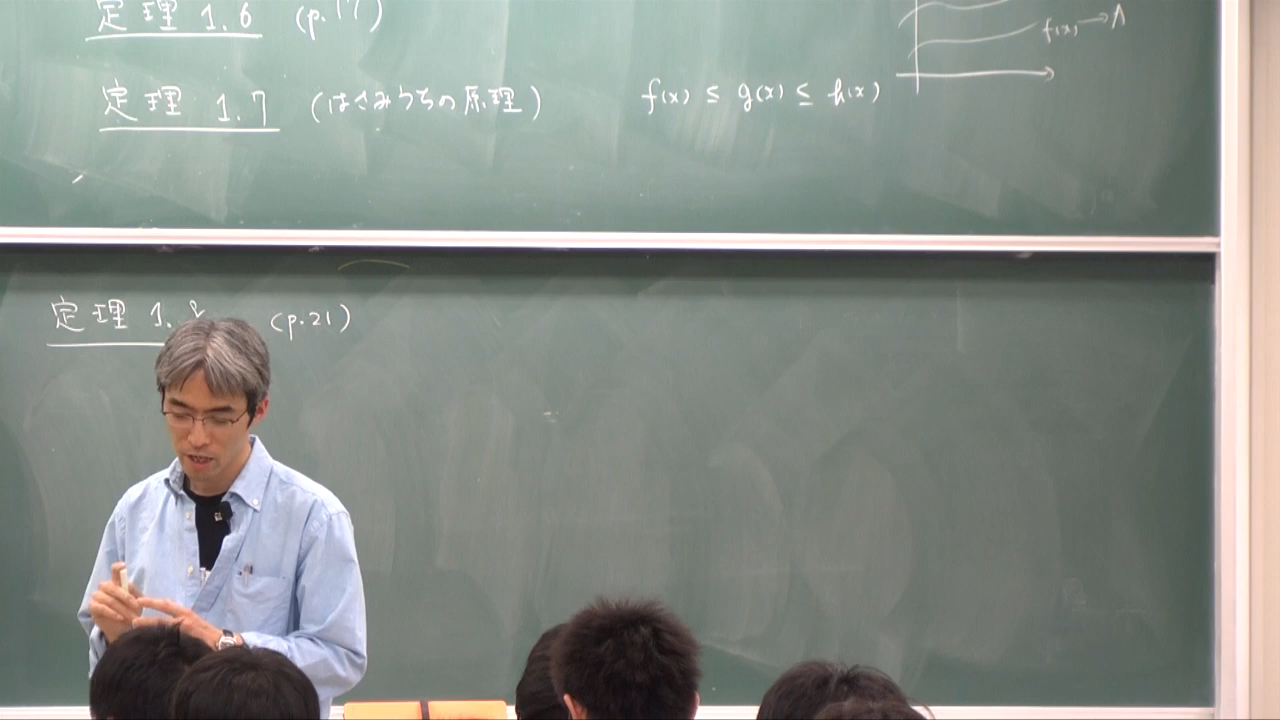 定理 1.6 (p.17)
f(x)→A
定理 1.7 (はさみうちの原理) f(x) ≤ g(x) ≤ h(x)
定理 1.8 (p.21)